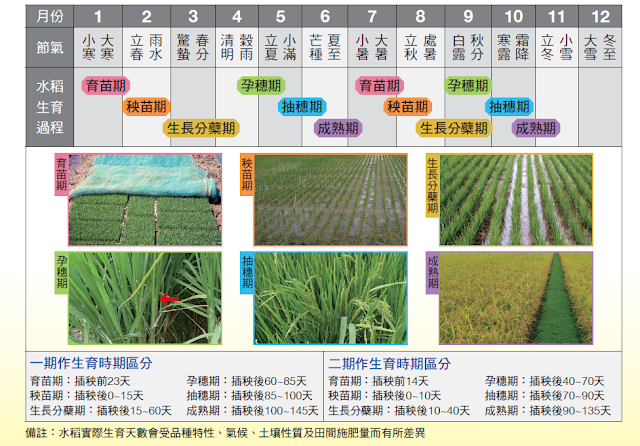 月份 1 2 3 4 5 6 7 8 9 10 11 12
節氣 小寒 大寒 立春 雨水 驚蟄 春分 清明 穀雨 立夏 小滿 芒種 夏至 小暑 大暑 立秋 處暑 白露 秋分 寒露 霜降 立冬 小雪 大雪 冬至
水稻 育苗期 孕穗期 育苗期 孕穗期
生育 秧苗期 抽穗期 秧苗期 抽穗期
過程 生長分蘗期 成熟期 生長分蘗期 成熟期
育苗期 秧苗期 生長分蘗期
孕穗期 抽穗期 成熟期
一期作生育時期區分
育苗期：插秧前23天 孕穗期：插秧後60~85天
秧苗期：插秧後0~15天 抽穗期：插秧後85~100天
生長分蘗期：插秧後15~60天 成熟期：插秧後100~145天
二期作生育時期區分
育苗期：插秧前14天 孕穗期：插秧後40~70天
秧苗期：插秧後0~10天 抽穗期：插秧後70~90天
生長分蘗期：插秧後10~40天 成熟期：插秧後90~135天
備註：水稻實際生育天數會受品種特性、氣候、土壤性質及田間施肥量而有所差異